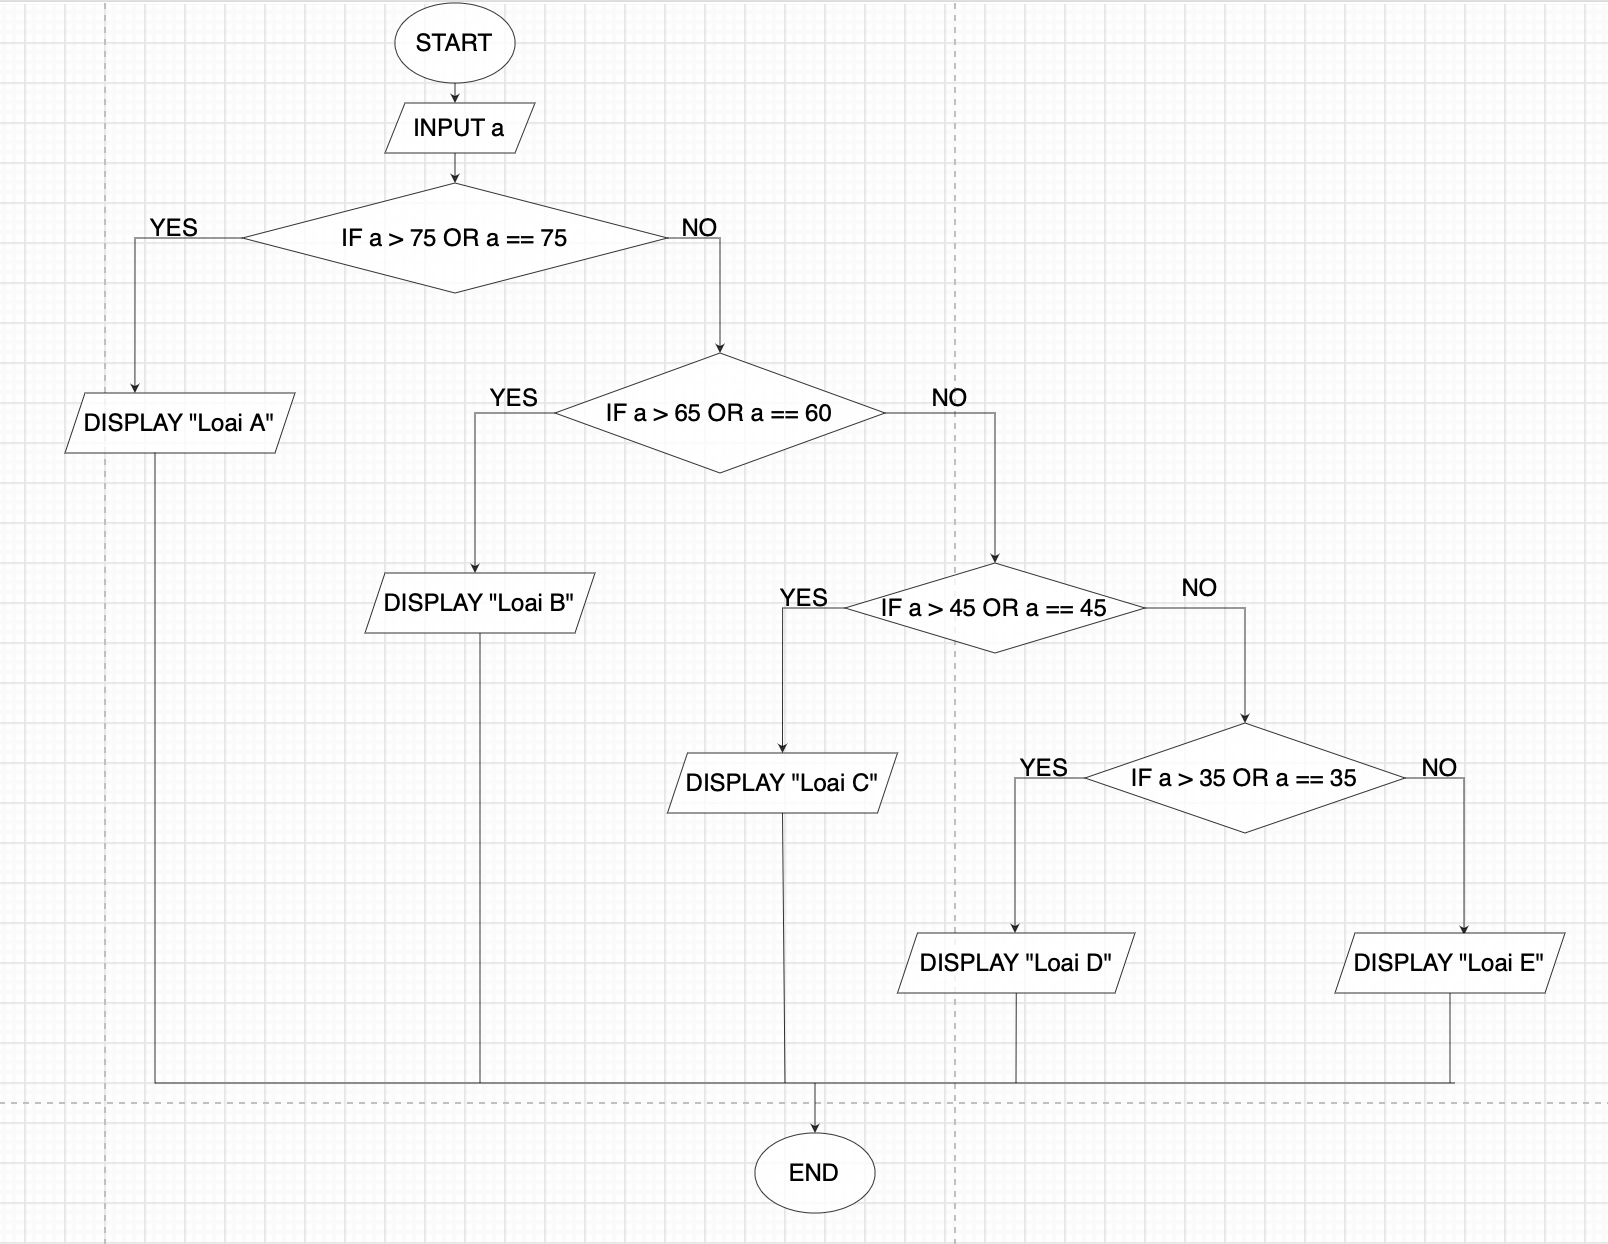 START
INPUT a
YES
IF a > 75 OR a == 75
NO
YES
IF a > 65 OR a == 60
NO
DISPLAY "Loai A"
YES
IF a > 45 OR a == 45
NO
DISPLAY "Loai B"
YES
IF a > 35 OR a == 35
NO
DISPLAY "Loai C"
DISPLAY "Loai D"
DISPLAY "Loai E"
END